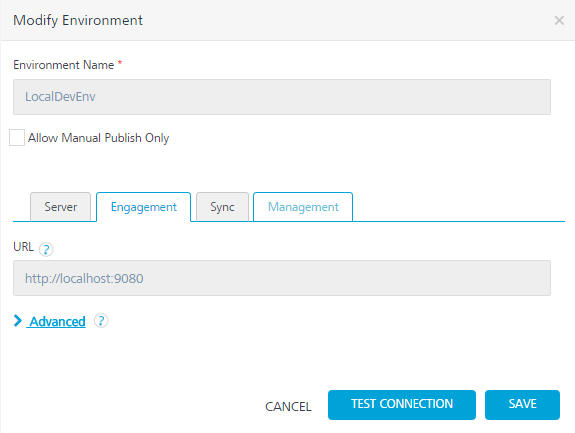 Modify Environment ×
Environment Name *
LocalDevEnv
Allow Manual Publish Only
Server Engagement Sync Management
URL ?
http://localhost:9080
Advanced ?
CANCEL TEST CONNECTION SAVE